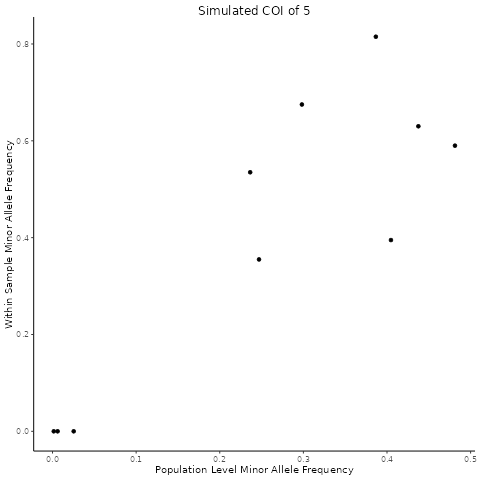 Simulated COI of 5
Within Sample Minor Allele Frequency
0.8
0.6
0.4
0.2
0.0
0.0 0.1 0.2 0.3 0.4 0.5
Population Level Minor Allele Frequency